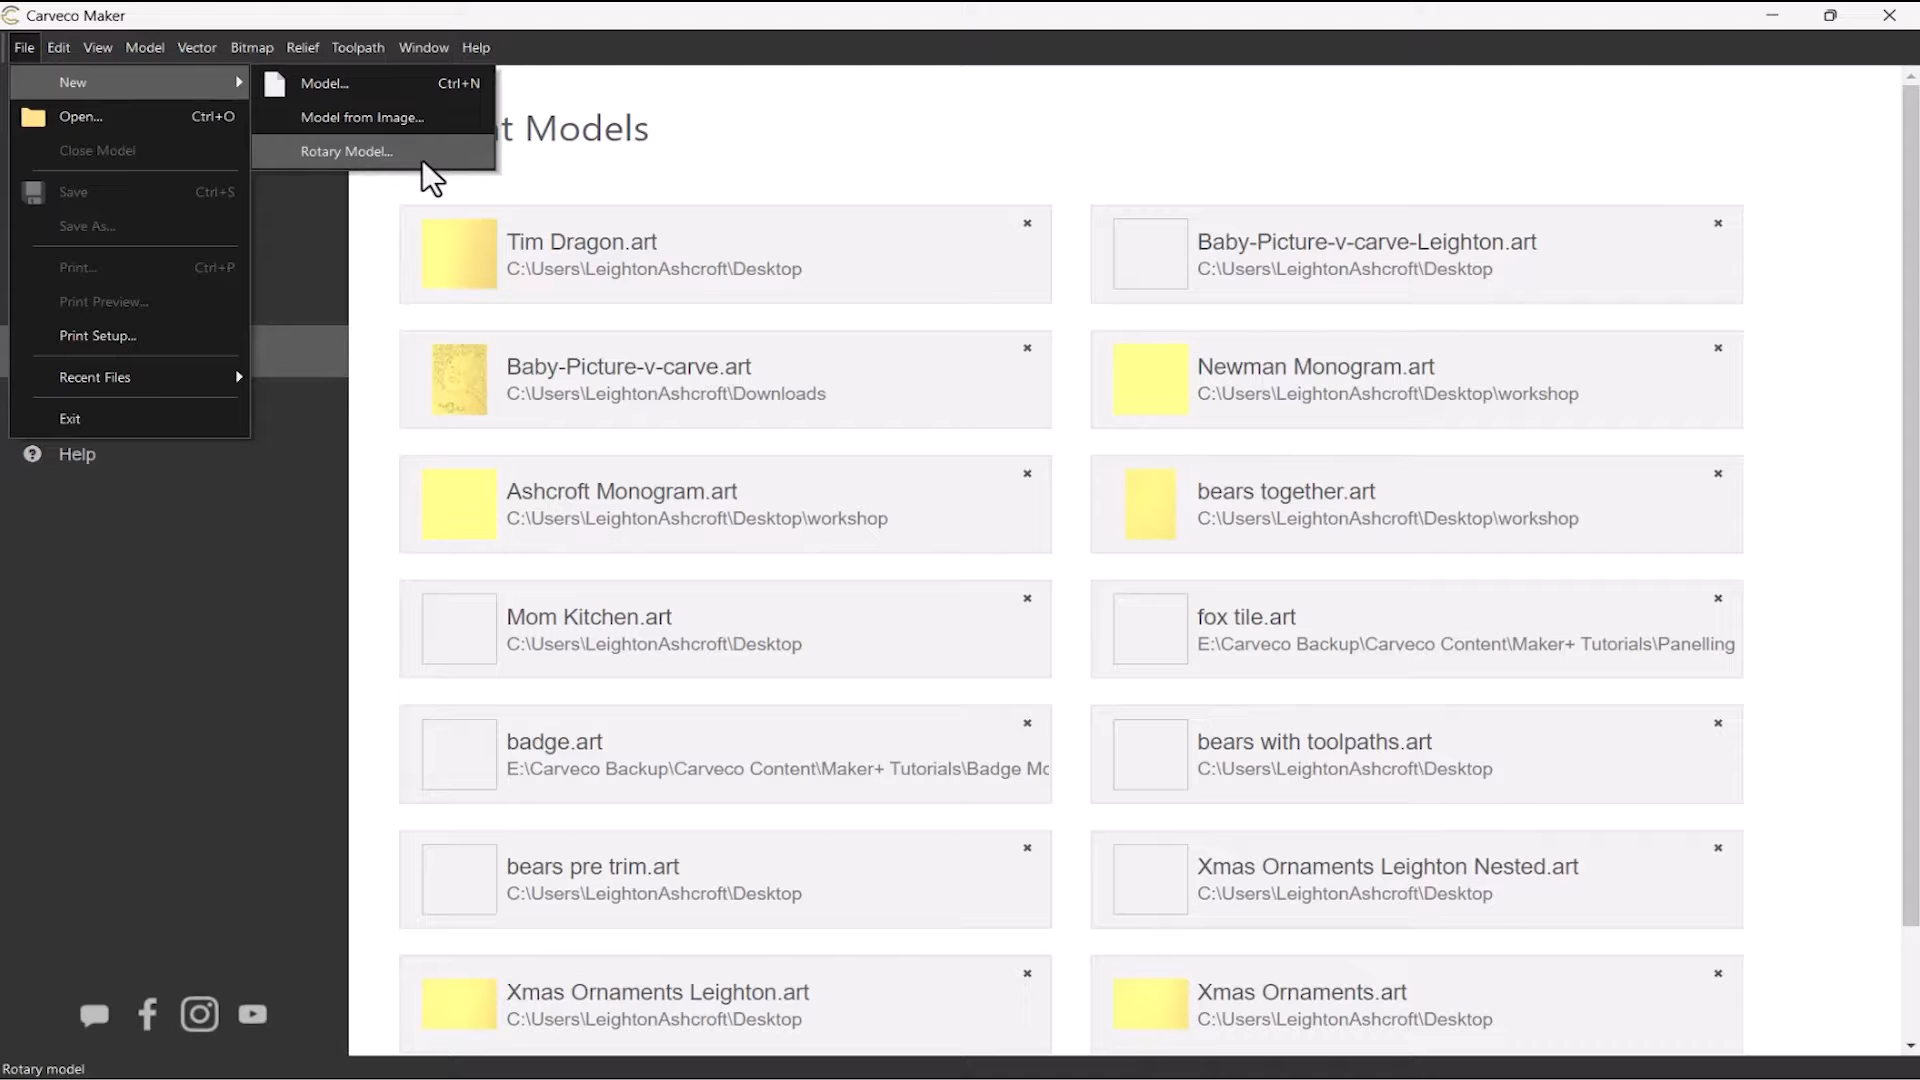 Carveco Maker
File Edit View Model Vector Bitmap Relief Toolpath Window Help
New
Open... Ctrl+O
Close Model
Save Ctrl+S
Save As...
Print... Ctrl+P
Print Preview...
Print Setup...
Recent Files
Exit
Model... Ctrl+N
Model from Image...
Rotary Model...
Help
t Models
Tim Dragon.art
C:\Users\LeightonAshcroft\Desktop
Baby-Picture-v-carve-Leighton.art
C:\Users\LeightonAshcroft\Desktop
Baby-Picture-v-carve.art
C:\Users\LeightonAshcroft\Downloads
Newman Monogram.art
C:\Users\LeightonAshcroft\Desktop\workshop
Ashcroft Monogram.art
C:\Users\LeightonAshcroft\Desktop\workshop
bears together.art
C:\Users\LeightonAshcroft\Desktop\workshop
Mom Kitchen.art
C:\Users\LeightonAshcroft\Desktop
fox tile.art
E:\Carveco Backup\Carveco Content\Maker+ Tutorials\Panelling
badge.art
E:\Carveco Backup\Carveco Content\Maker+ Tutorials\Badge Mo
bears with toolpaths.art
C:\Users\LeightonAshcroft\Desktop
bears pre trim.art
C:\Users\LeightonAshcroft\Desktop
Xmas Ornaments Leighton Nested.art
C:\Users\LeightonAshcroft\Desktop
Xmas Ornaments Leighton.art
C:\Users\LeightonAshcroft\Desktop
Xmas Ornaments.art
C:\Users\LeightonAshcroft\Desktop
Rotary model